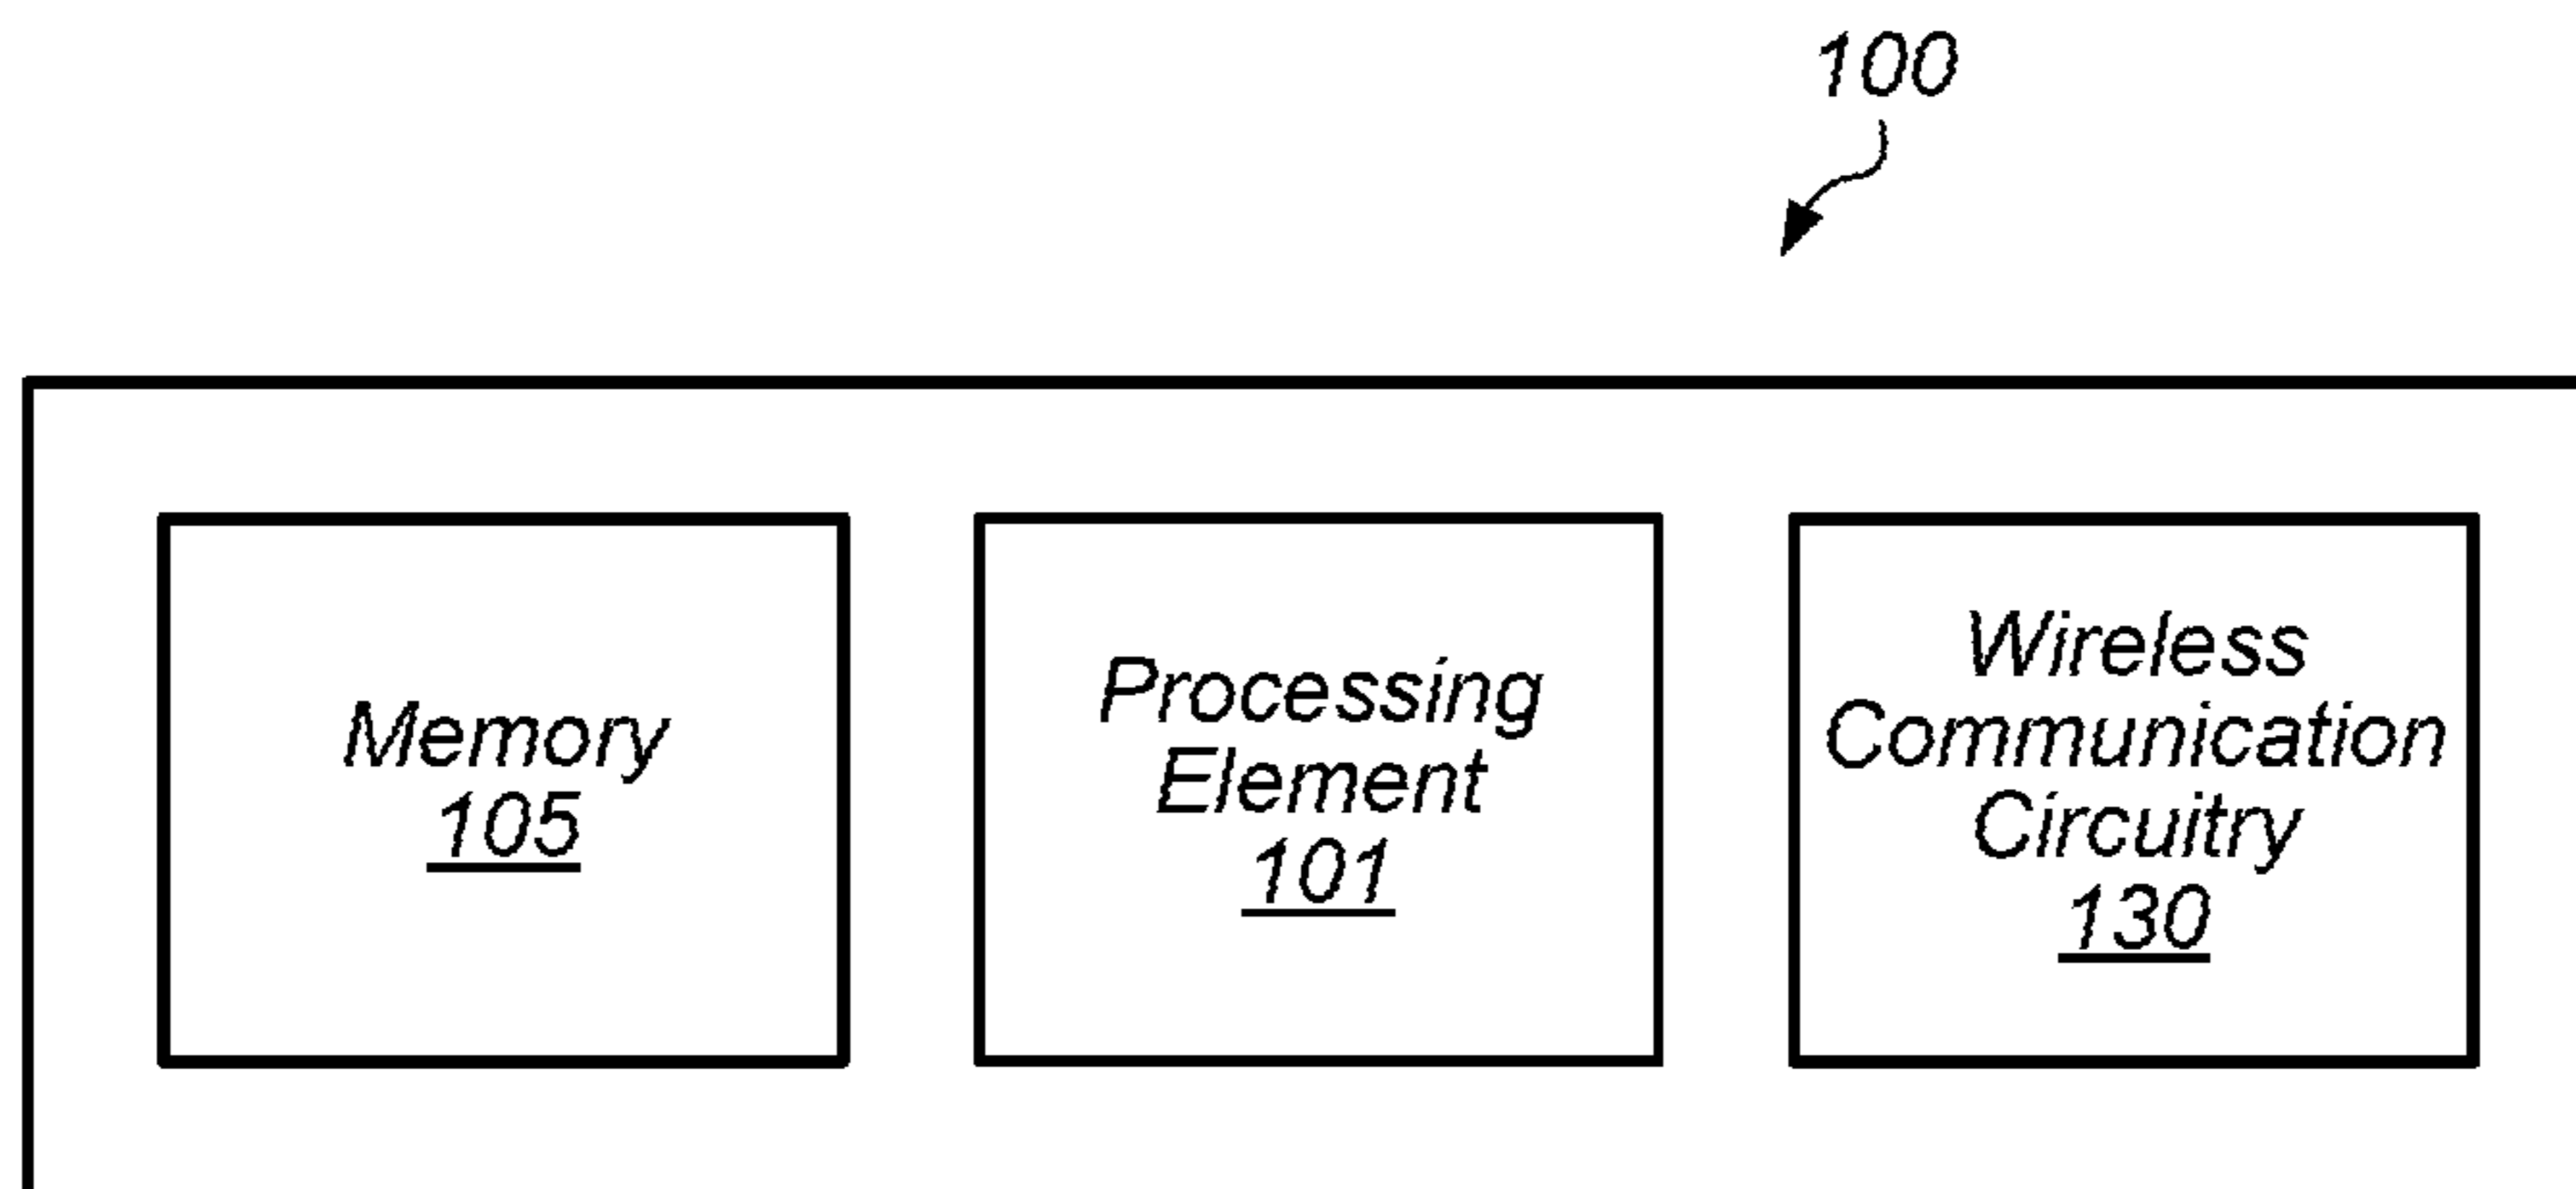 100
Memory
105
Processing
Element
101
Wireless
Communication
Circuitry
130